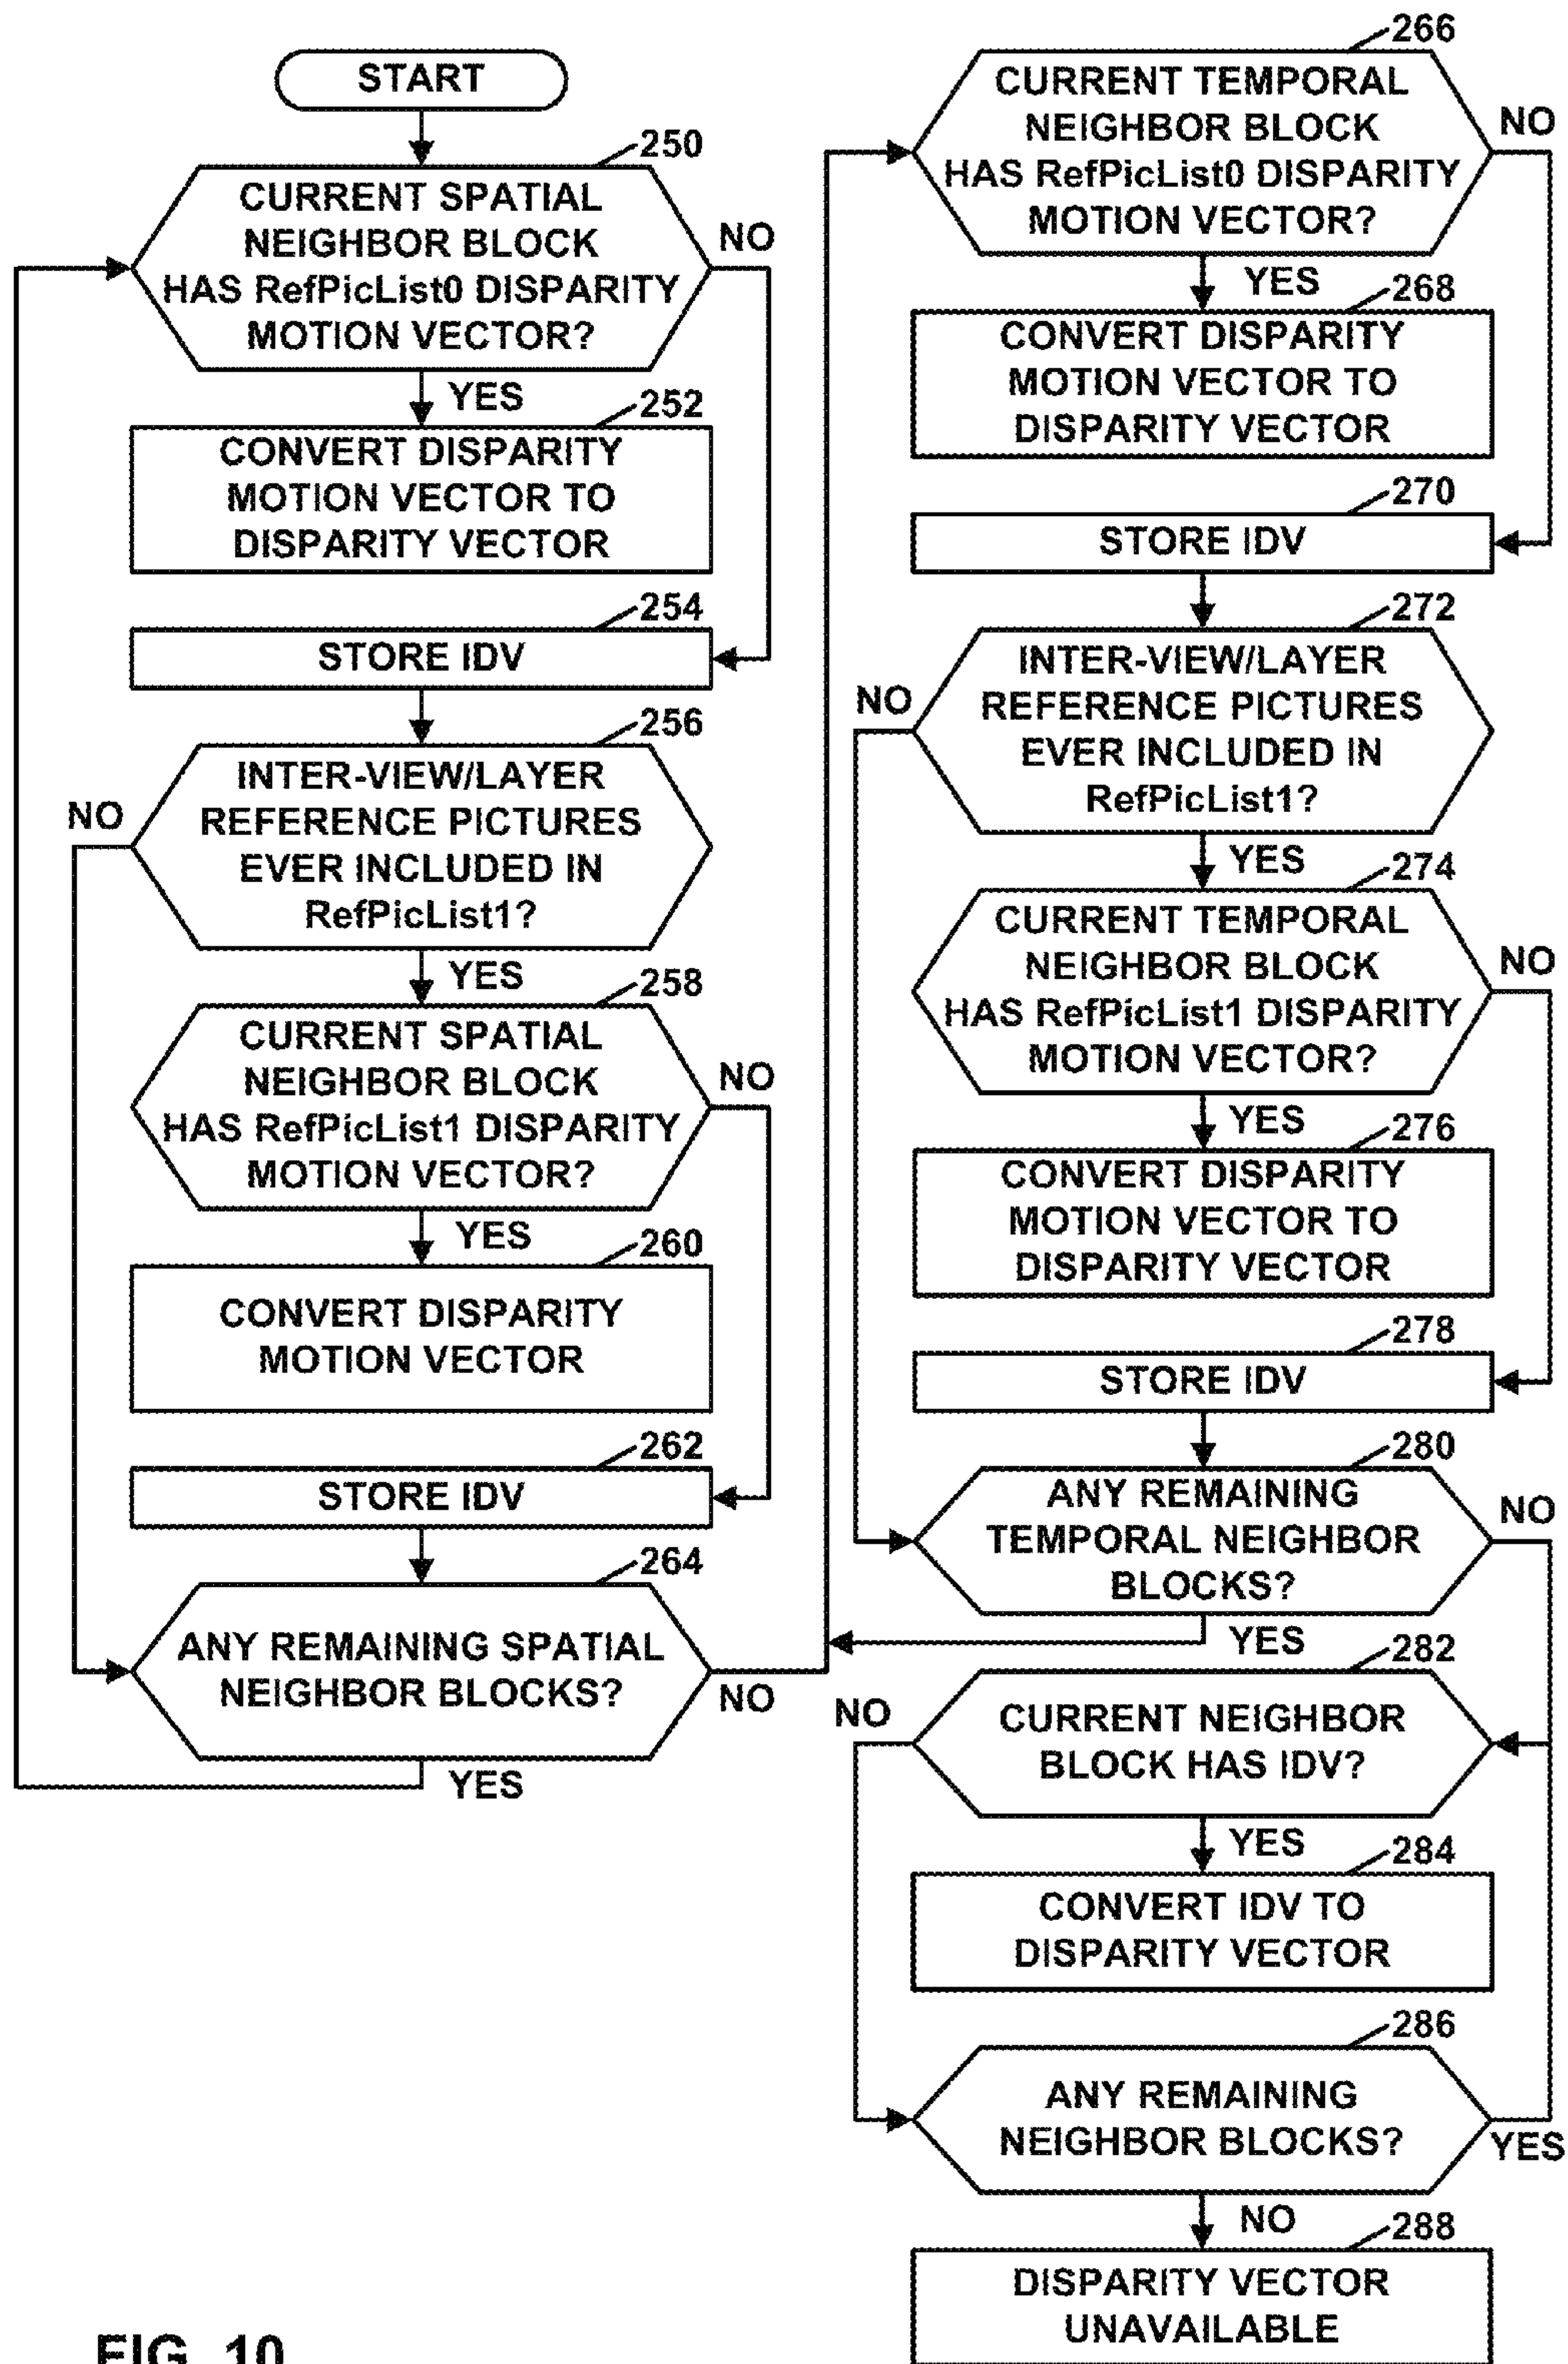 START
250
CURRENT SPATIAL
NEIGHBOR BLOCK
HAS RefPicList0 DISPARITY
MOTION VECTOR?
NO
YES
252
CONVERT DISPARITY
MOTION VECTOR TO
DISPARITY VECTOR
254
STORE IDV
256
INTER-VIEW/LAYER
REFERENCE PICTURES
EVER INCLUDED IN
RefPicList1?
NO
YES
258
CURRENT SPATIAL
NEIGHBOR BLOCK
HAS RefPicList1 DISPARITY
MOTION VECTOR?
NO
YES
260
CONVERT DISPARITY
MOTION VECTOR
262
STORE IDV
264
ANY REMAINING SPATIAL
NEIGHBOR BLOCKS?
NO
YES
266
CURRENT TEMPORAL
NEIGHBOR BLOCK
HAS RefPicList0 DISPARITY
MOTION VECTOR?
NO
YES
268
CONVERT DISPARITY
MOTION VECTOR TO
DISPARITY VECTOR
270
STORE IDV
272
INTER-VIEW/LAYER
REFERENCE PICTURES
EVER INCLUDED IN
RefPicList1?
NO
YES
274
CURRENT TEMPORAL
NEIGHBOR BLOCK
HAS RefPicList1 DISPARITY
MOTION VECTOR?
NO
YES
276
CONVERT DISPARITY
MOTION VECTOR TO
DISPARITY VECTOR
278
STORE IDV
280
ANY REMAINING
TEMPORAL NEIGHBOR
BLOCKS?
NO
YES
282
CURRENT NEIGHBOR
BLOCK HAS IDV?
NO
YES
284
CONVERT IDV TO
DISPARITY VECTOR
286
ANY REMAINING
NEIGHBOR BLOCKS?
YES
NO
288
DISPARITY VECTOR
UNAVAILABLE
FIG. 10